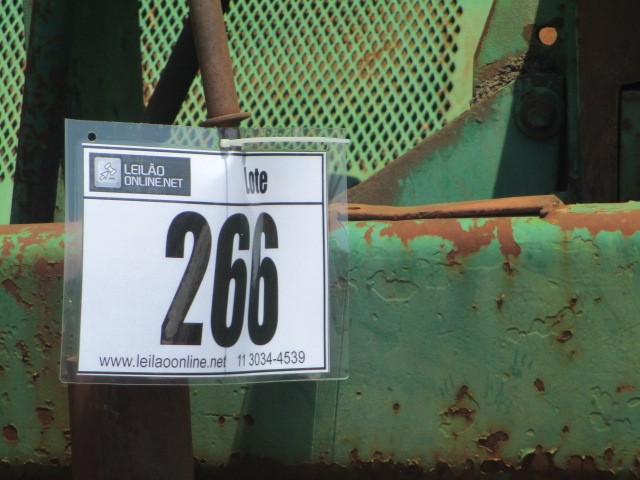 LEILÃO
ONLINE.NET
Lote
266
www.leilaoonline.net 11 3034-4539